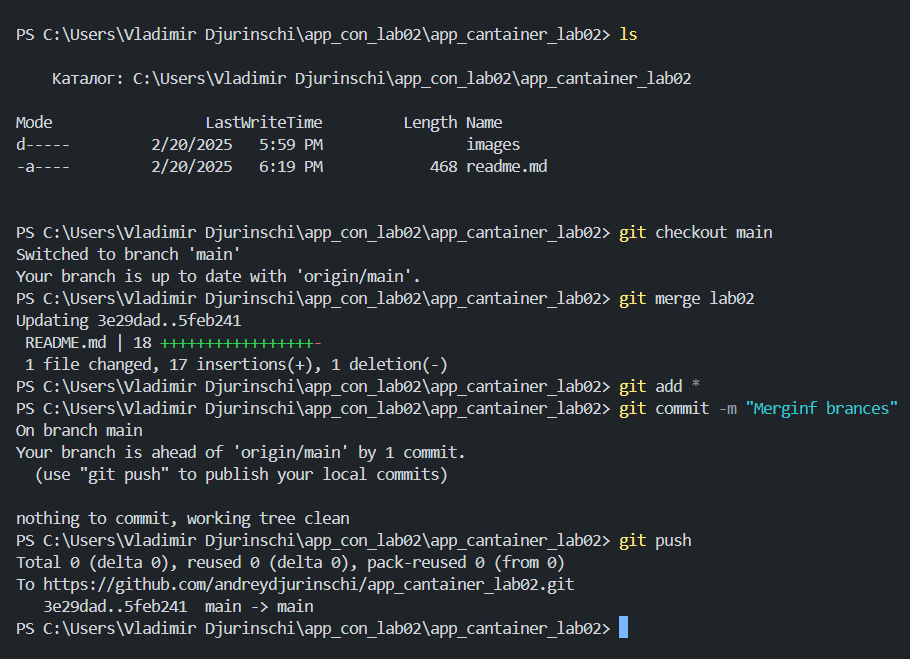 PS C:\Users\Vladimir Djurinschi\app_con_lab02\app_cantainer_lab02> ls
Каталог: C:\Users\Vladimir Djurinschi\app_con_lab02\app_cantainer_lab02
Mode LastWriteTime Length Name
d----- 2/20/2025 5:59 PM images
-a---- 2/20/2025 6:19 PM 468 readme.md
PS C:\Users\Vladimir Djurinschi\app_con_lab02\app_cantainer_lab02> git checkout main
Switched to branch 'main'
Your branch is up to date with 'origin/main'.
PS C:\Users\Vladimir Djurinschi\app_con_lab02\app_cantainer_lab02> git merge lab02
Updating 3e29dad..5feb241
README.md | 18 +++++++++++++++++-
1 file changed, 17 insertions(+), 1 deletion(-)
PS C:\Users\Vladimir Djurinschi\app_con_lab02\app_cantainer_lab02> git add *
PS C:\Users\Vladimir Djurinschi\app_con_lab02\app_cantainer_lab02> git commit -m "Merginf brances"
On branch main
Your branch is ahead of 'origin/main' by 1 commit.
(use "git push" to publish your local commits)
nothing to commit, working tree clean
PS C:\Users\Vladimir Djurinschi\app_con_lab02\app_cantainer_lab02> git push
Total 0 (delta 0), reused 0 (delta 0), pack-reused 0 (from 0)
To https://github.com/andreydjurinschi/app_cantainer_lab02.git
3e29dad..5feb241 main -> main
PS C:\Users\Vladimir Djurinschi\app_con_lab02\app_cantainer_lab02>